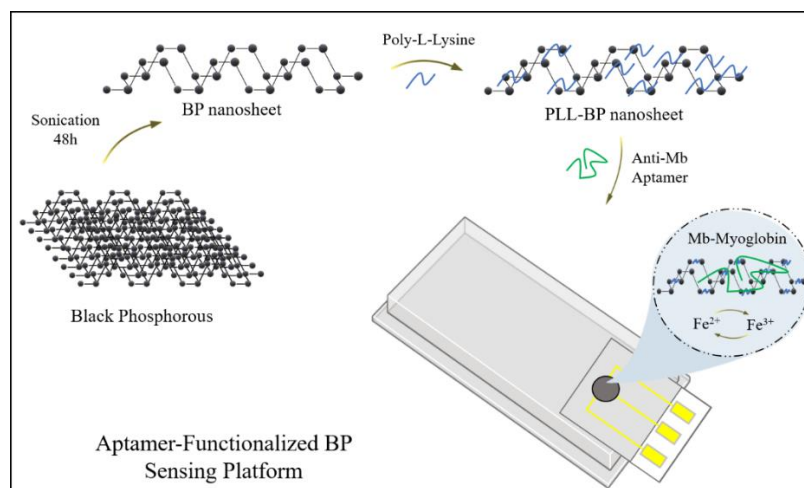 Poly-L-Lysine
BP nanosheet
PLL-BP nanosheet
Sonication
48h
Anti-Mb
Aptamer
Mb-Myoglobin
Fe²⁺
Fe³⁺
Black Phosphorous
Aptamer-Functionalized BP
Sensing Platform